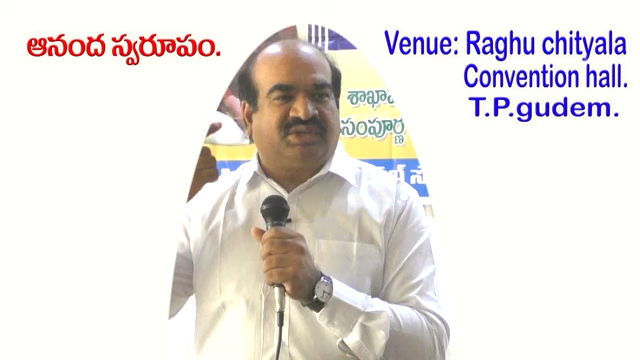 ఆనంద స్వరూపం.
Venue: Raghu chityala
Convention hall.
T.P.gudem.
సంపూర్ణ